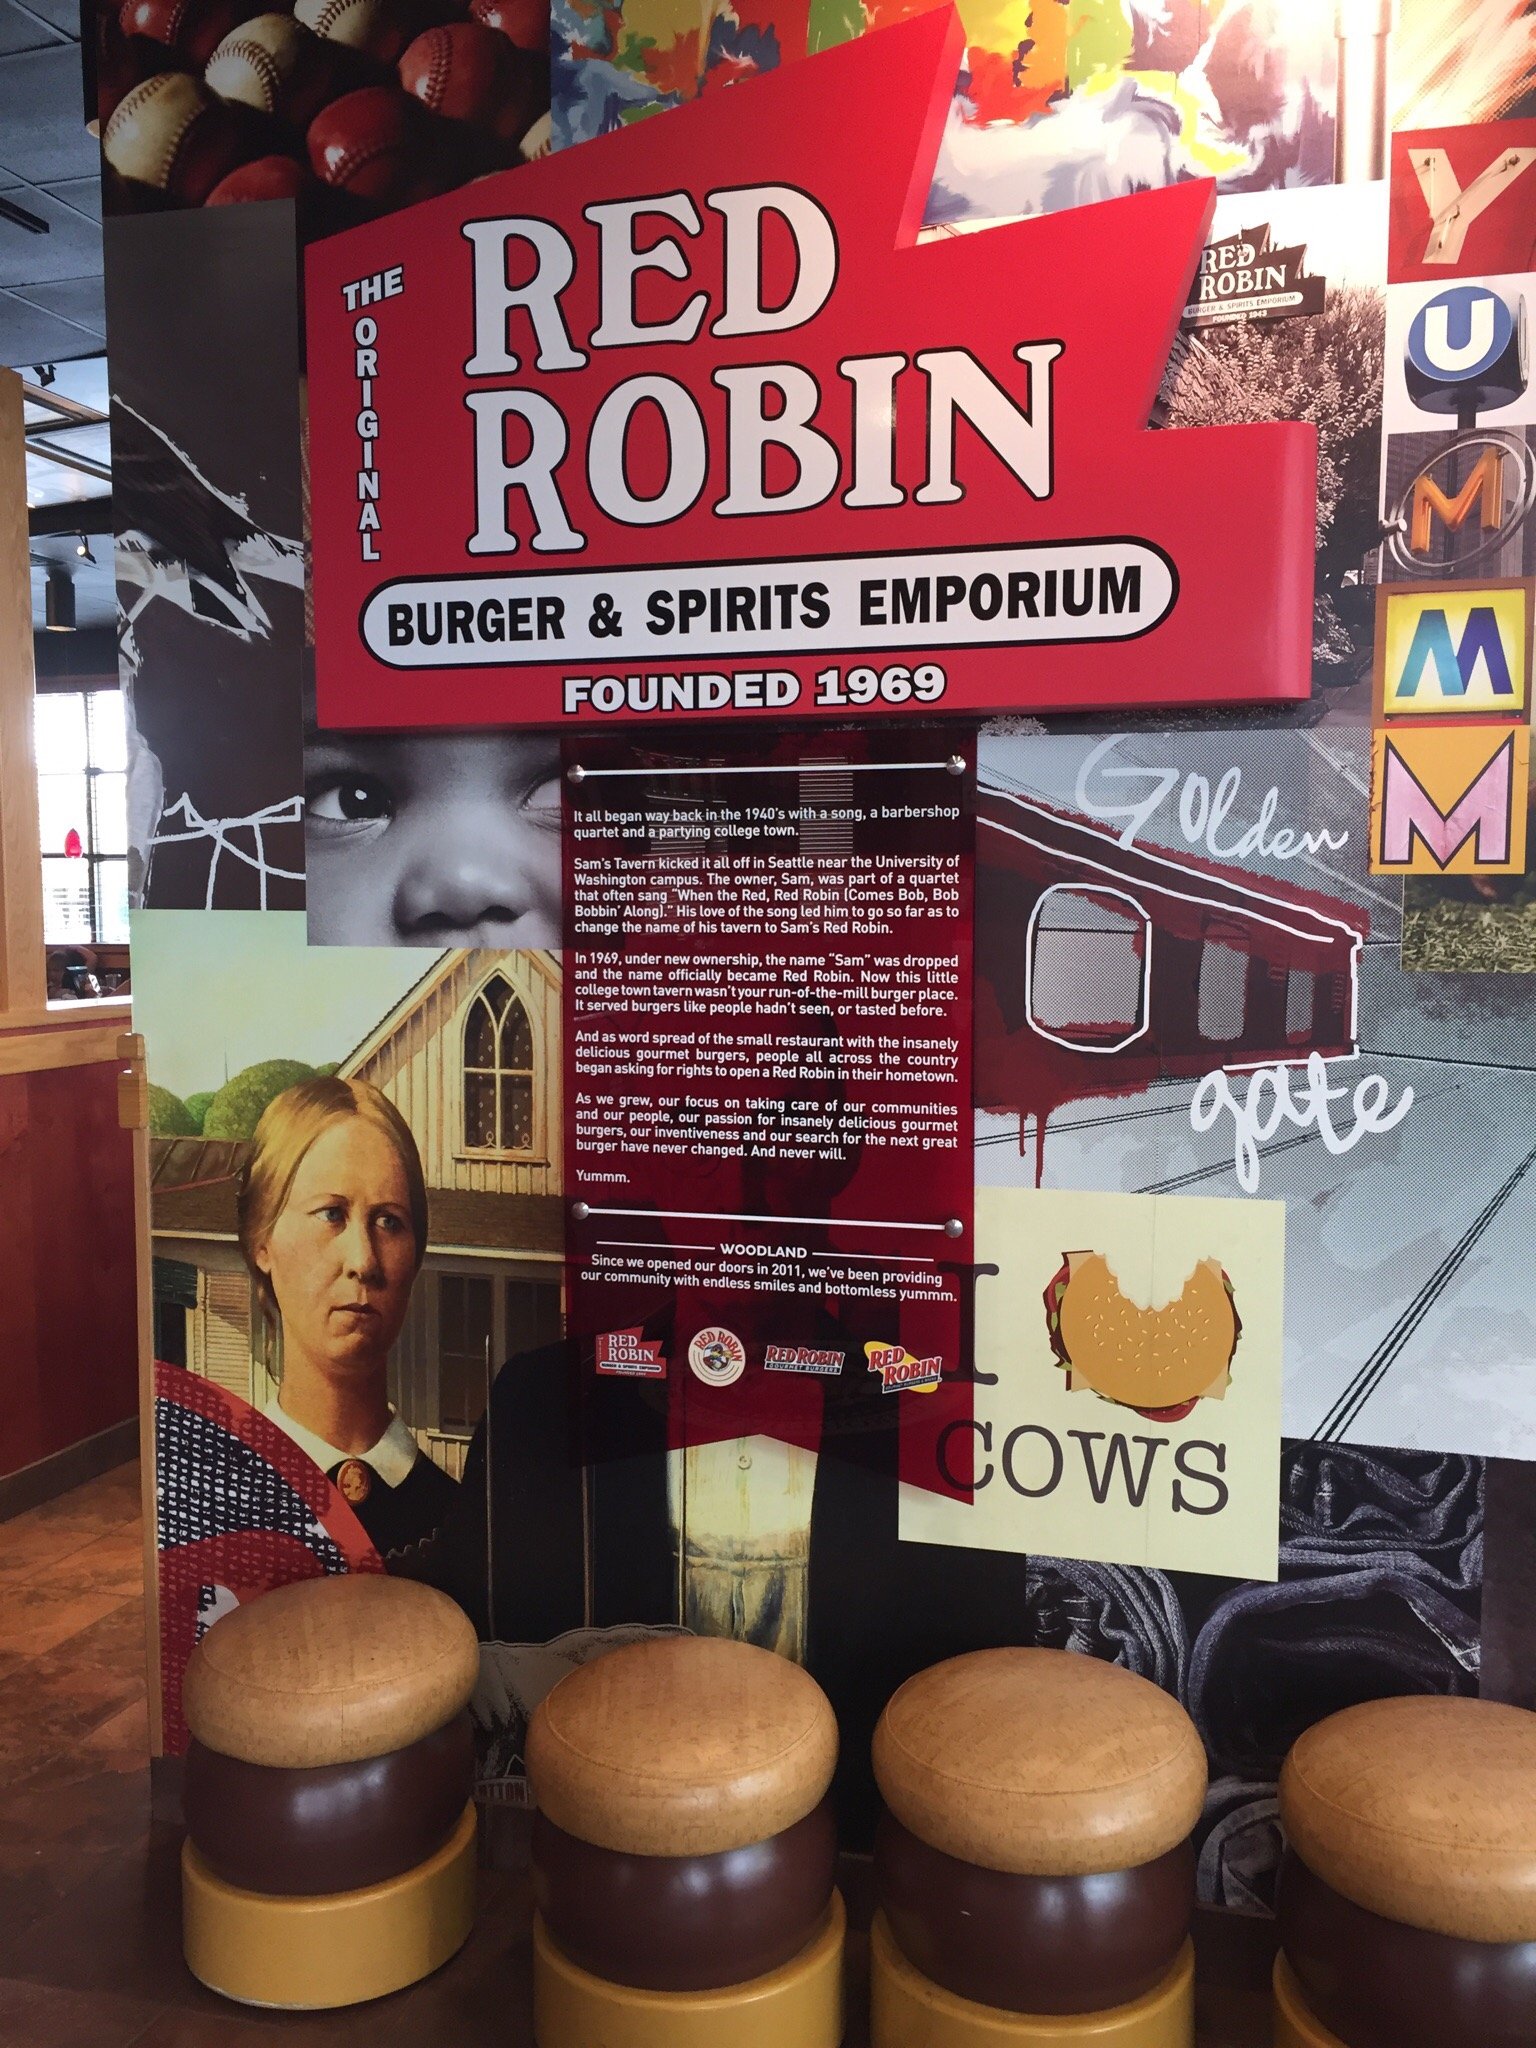 THE
ORIGINAL
RED
ROBIN
BURGER & SPIRITS EMPORIUM
FOUNDED 1969
RED
ROBIN
BURGER & SPIRITS EMPORIUM
FOUNDED 1943
Y
U
M
M
M
It all began way back in the 1940's with a song, a barbershop
quartet and a partying college town.
Sam's Tavern kicked it all off in Seattle near the University of
Washington campus. The owner, Sam, was part of a quartet
that often sang "When the Red, Red Robin (Comes Bob, Bob
Bobbin' Along)." His love of the song led him to go so far as to
change the name of his tavern to Sam's Red Robin.
In 1969, under new ownership, the name "Sam" was dropped
and the name officially became Red Robin. Now this little
college town tavern wasn't your run-of-the-mill burger place.
It served burgers like people hadn't seen, or tasted before.
And as word spread of the small restaurant with the insanely
delicious gourmet burgers, people all across the country
began asking for rights to open a Red Robin in their hometown.
As we grew, our focus on taking care of our communities
and our people, our passion for insanely delicious gourmet
burgers, our inventiveness and our search for the next great
burger have never changed. And never will.
Yummm.
WOODLAND
Since we opened our doors in 2011, we've been providing
our community with endless smiles and bottomless yummm.
RED
ROBIN
BURGER & SPIRITS EMPORIUM
RED ROBIN
RED ROBIN
GOURMET BURGERS
RED
ROBIN
Golden
gate
I
COWS